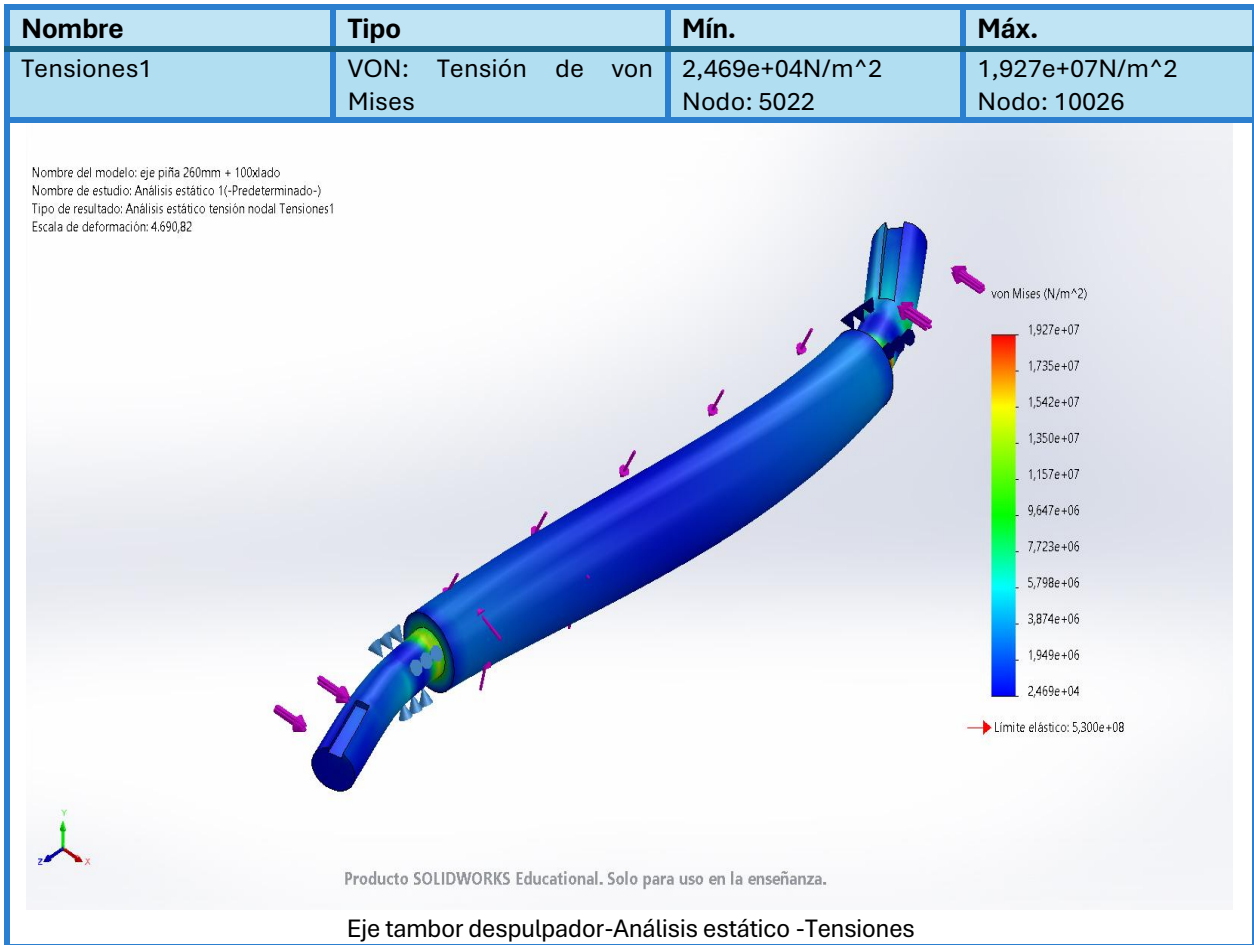 Nombre Tipo Mín. Máx.
Tensiones1 VON: Tensión de von 2,469e+04N/m^2 1,927e+07N/m^2
Mises Nodo: 5022 Nodo: 10026
Nombre del modelo: eje piña 260mm + 100xlado
Nombre de estudio: Análisis estático 1(-Predeterminado-)
Tipo de resultado: Análisis estático tensión nodal Tensiones1
Escala de deformación: 4.690,82
von Mises (N/m^2)
1,927e+07
1,735e+07
1,542e+07
1,350e+07
1,157e+07
9,647e+06
7,723e+06
5,798e+06
3,874e+06
1,949e+06
2,469e+04
Límite elástico: 5,300e+08
Y
Z X
Producto SOLIDWORKS Educational. Solo para uso en la enseñanza.
Eje tambor despulpador-Análisis estático -Tensiones